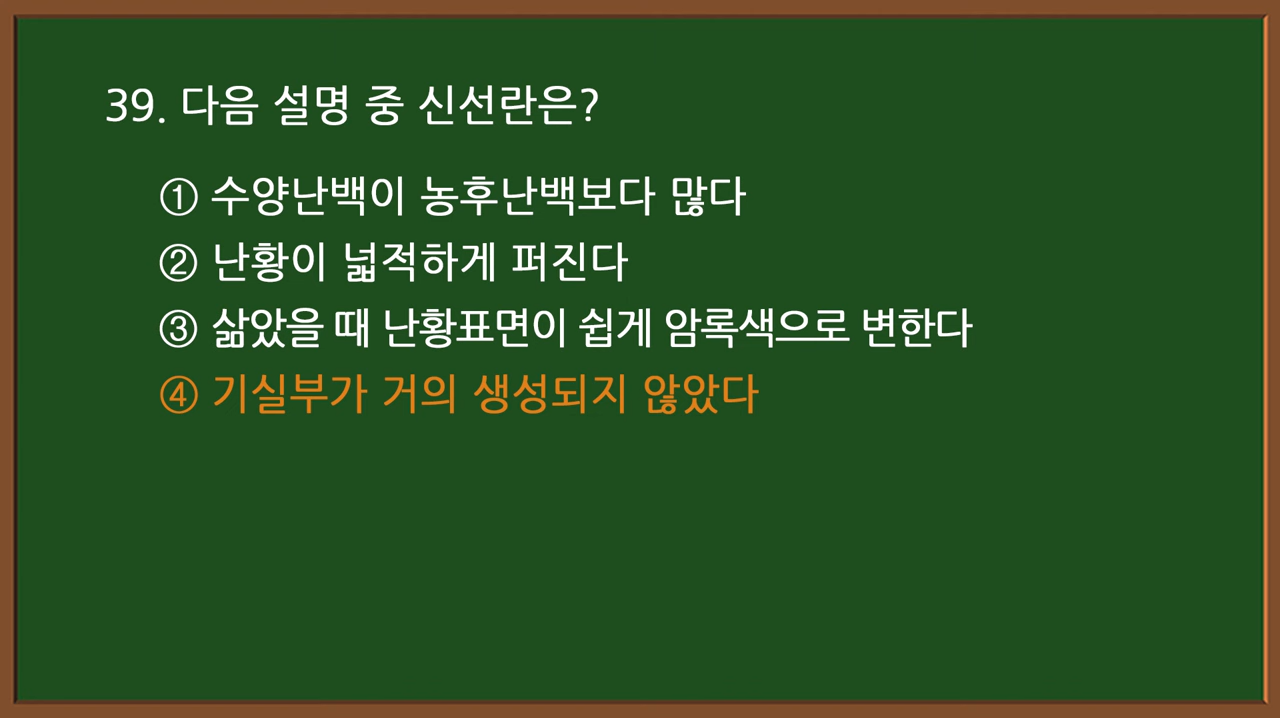 39. 다음 설명 중 신선란은?
① 수양난백이 농후난백보다 많다
② 난황이 넓적하게 퍼진다
③ 삶았을 때 난황표면이 쉽게 암록색으로 변한다
④ 기실부가 거의 생성되지 않았다